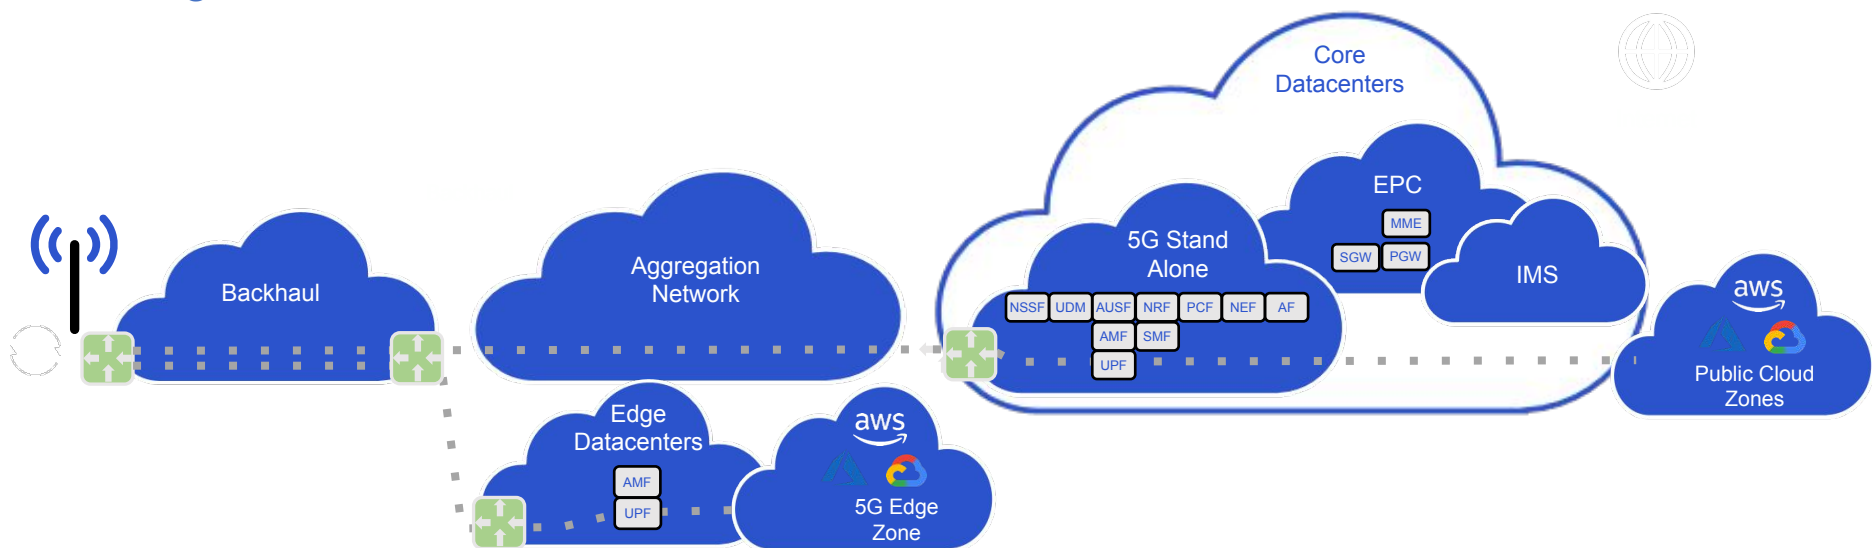 Core
Datacenters
EPC
MME
SGW PGW
IMS
5G Stand
Alone
NSSF UDM AUSF NRF PCF NEF AF
AMF SMF
UPF
Aggregation
Network
Backhaul
aws
Public Cloud
Zones
Edge
Datacenters
AMF
UPF
aws
5G Edge
Zone